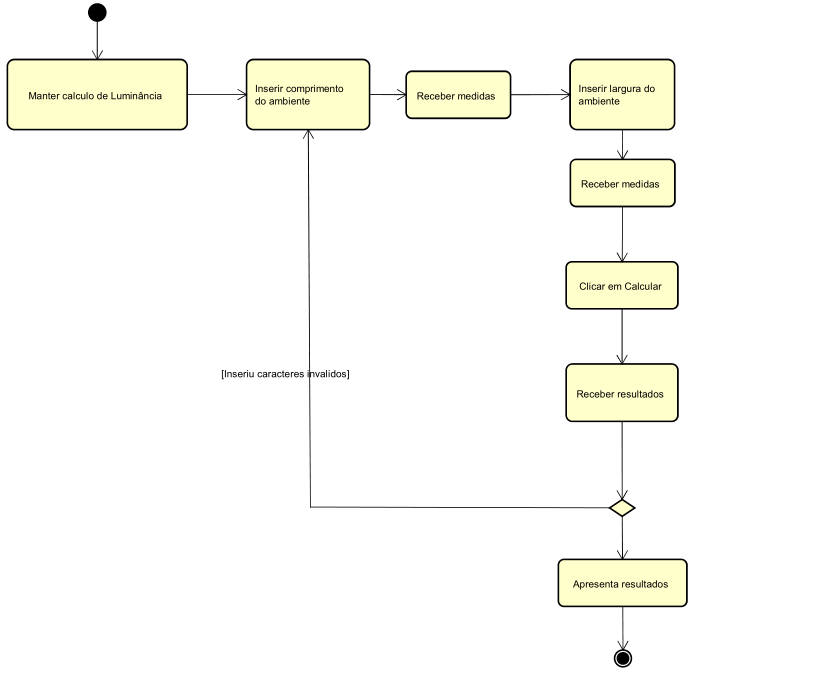 Manter calculo de Luminância
Inserir comprimento
do ambiente
Receber medidas
Inserir largura do
ambiente
Receber medidas
Clicar em Calcular
[Inseriu caracteres invalidos]
Receber resultados
Apresenta resultados